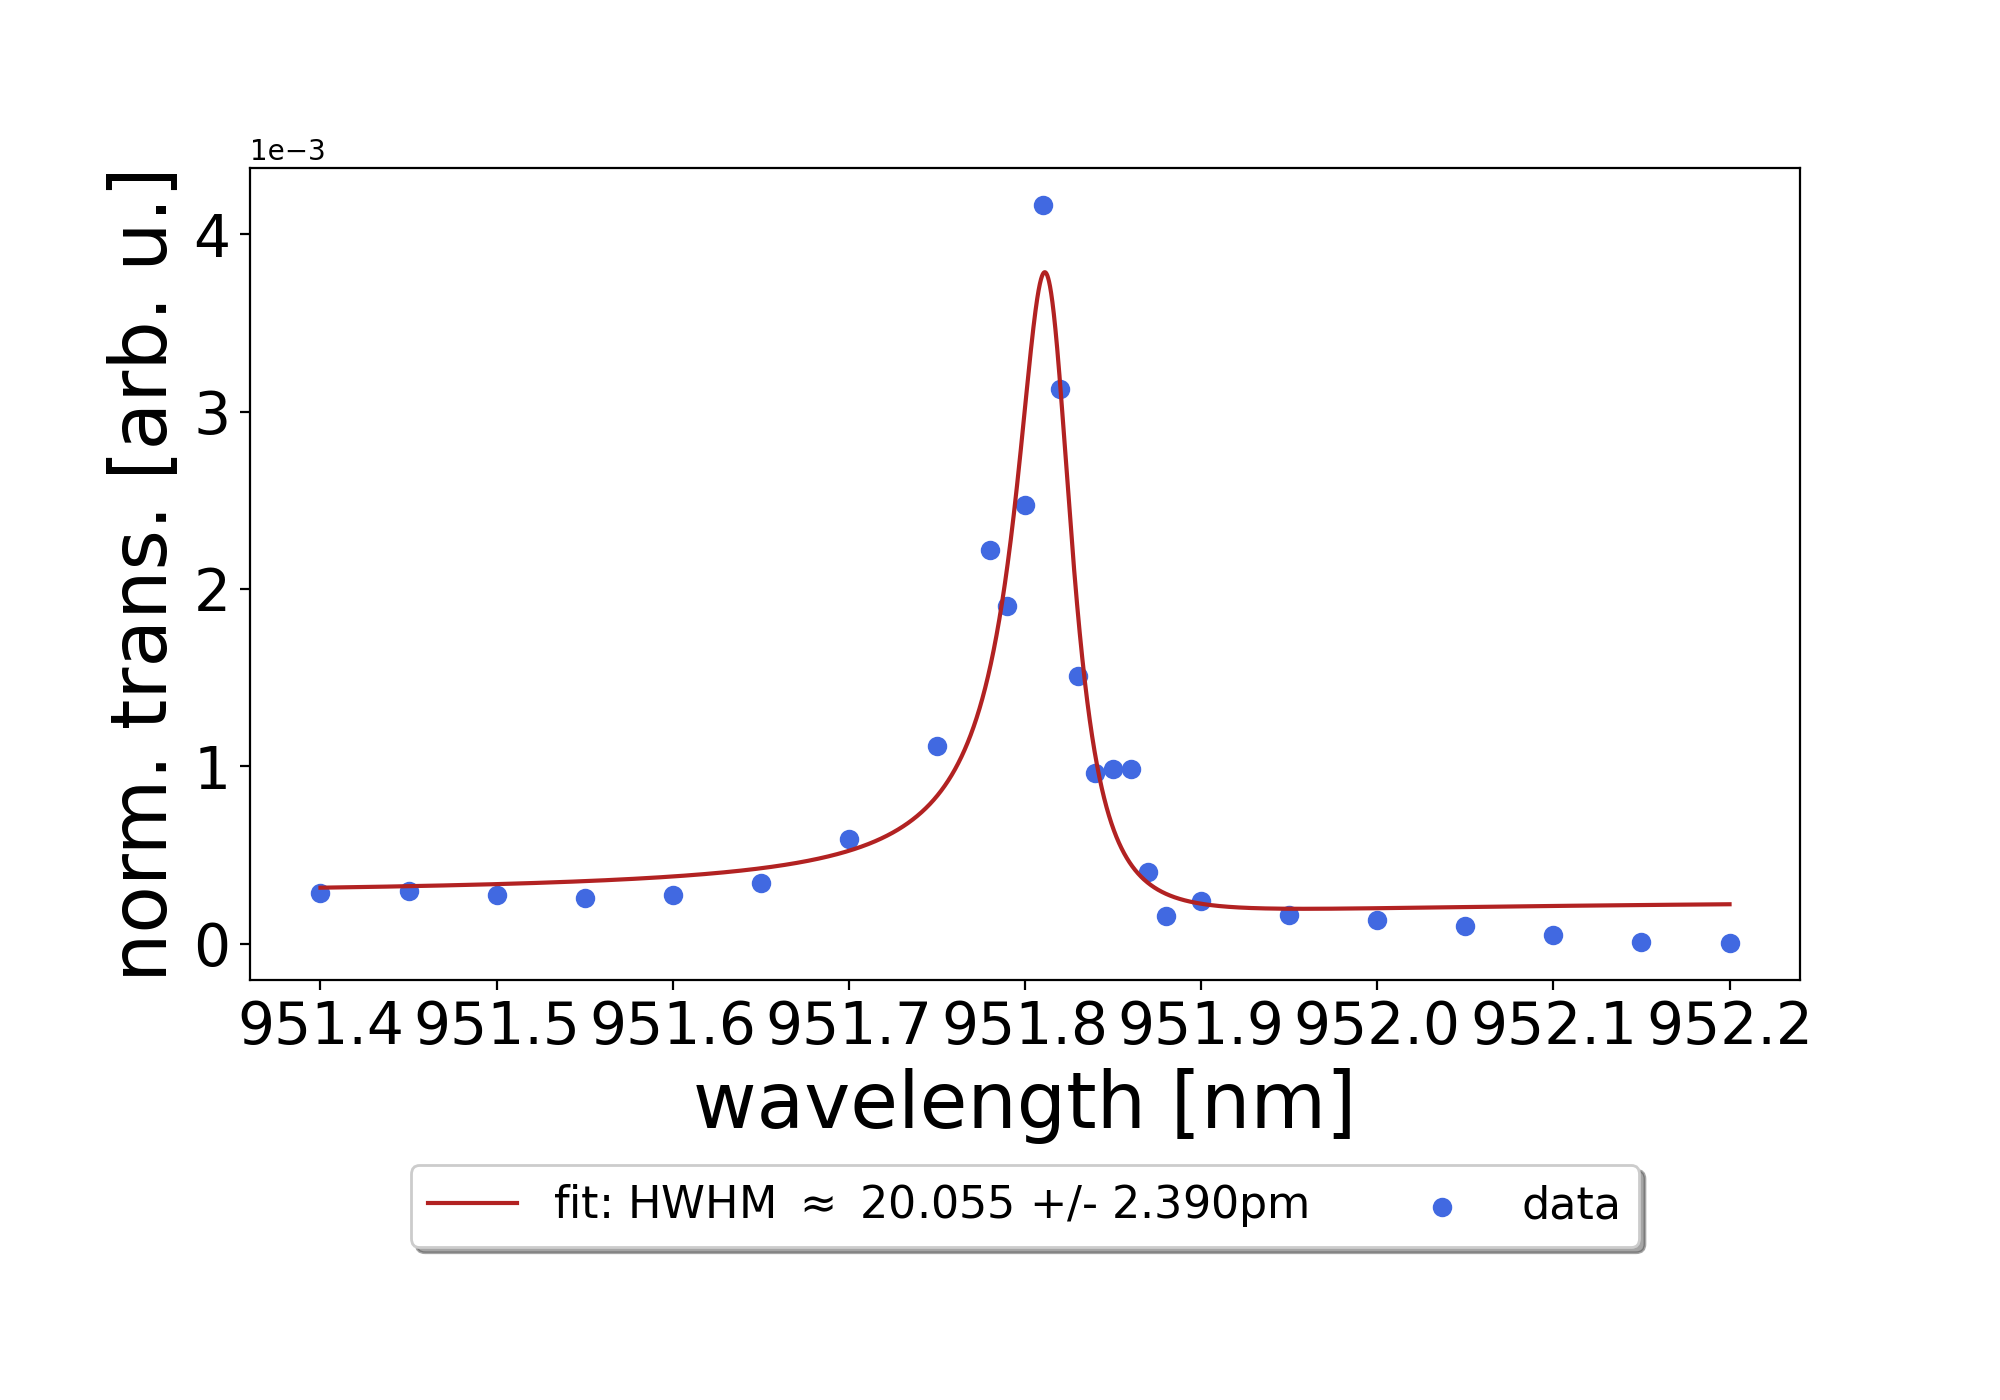 1e−3
norm. trans. [arb. u.]
4
3
2
1
0
951.4 951.5 951.6 951.7 951.8 951.9 952.0 952.1 952.2
wavelength [nm]
fit: HWHM ≈ 20.055 +/- 2.390pm data